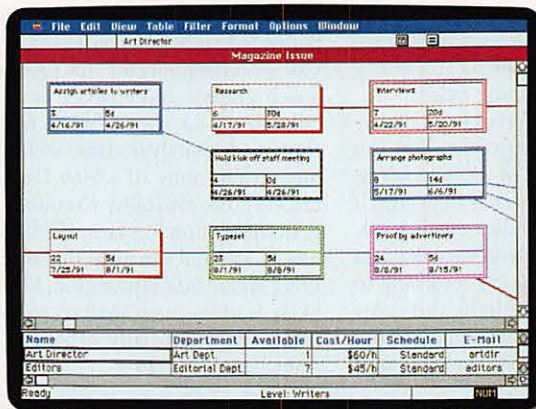 File Edit View Table Filter Format Options Window
Art Director
Magazine Issue
Assign articles to writers
3 5d
4/16/91 4/26/91
Research
6 30d
4/17/91 5/28/91
Interviews
7 20d
4/22/91 5/20/91
Hold kick off staff meeting
4 0d
4/26/91 4/26/91
Arrange photographs
8 14d
5/17/91 6/6/91
Layout
22 5d
7/25/91 8/1/91
Typeset
23 5d
8/1/91 8/8/91
Proof by advertisers
24 5d
8/8/91 8/15/91
Name Department Available Cost/Hour Schedule E-Mail
Art Director Art Dept. 1 $60/h Standard artdir
Editors Editorial Dept. 7 $45/h Standard editors
Ready Level: Writers NUM